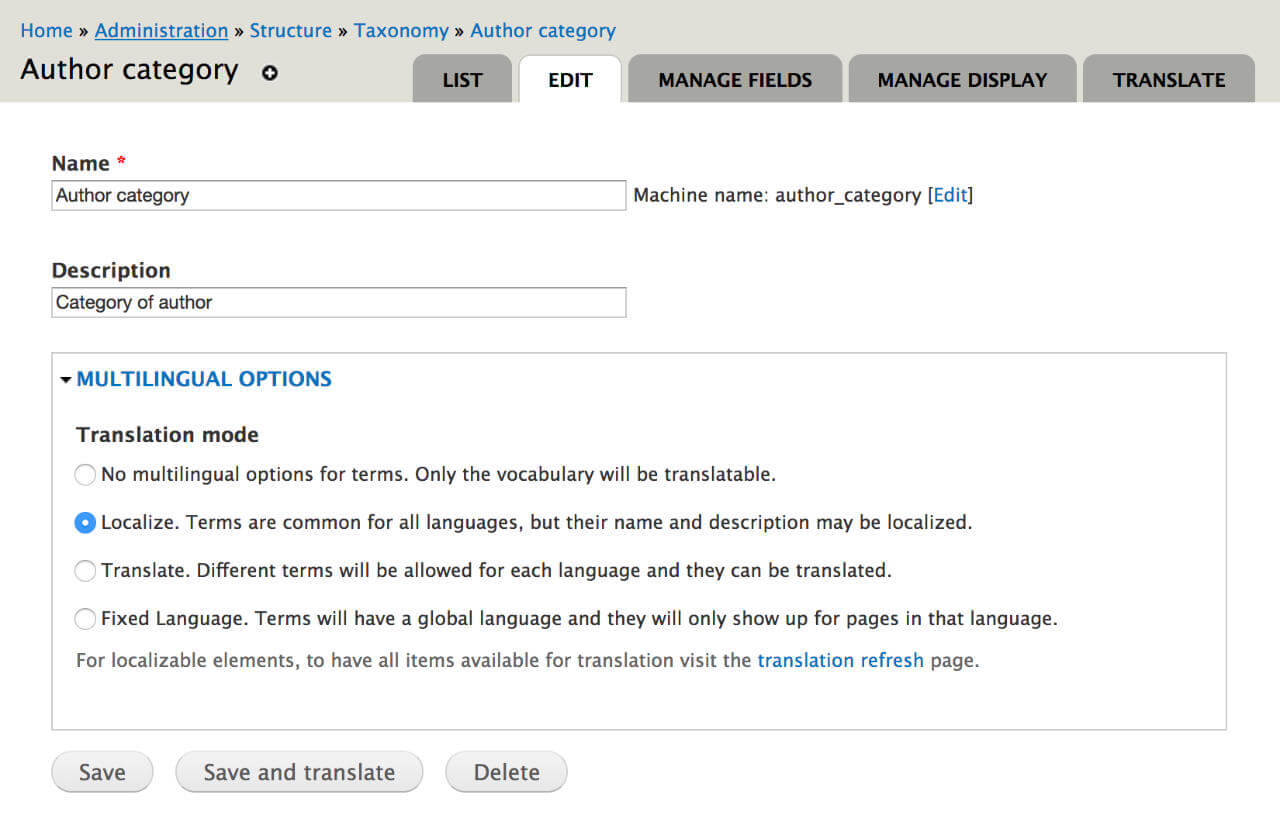 Home » Administration » Structure » Taxonomy » Author category
Author category
LIST
EDIT
MANAGE FIELDS
MANAGE DISPLAY
TRANSLATE
Name *
Author category
Machine name: author_category [Edit]
Description
Category of author
MULTILINGUAL OPTIONS
Translation mode
No multilingual options for terms. Only the vocabulary will be translatable.
Localize. Terms are common for all languages, but their name and description may be localized.
Translate. Different terms will be allowed for each language and they can be translated.
Fixed Language. Terms will have a global language and they will only show up for pages in that language.
For localizable elements, to have all items available for translation visit the translation refresh page.
Save
Save and translate
Delete